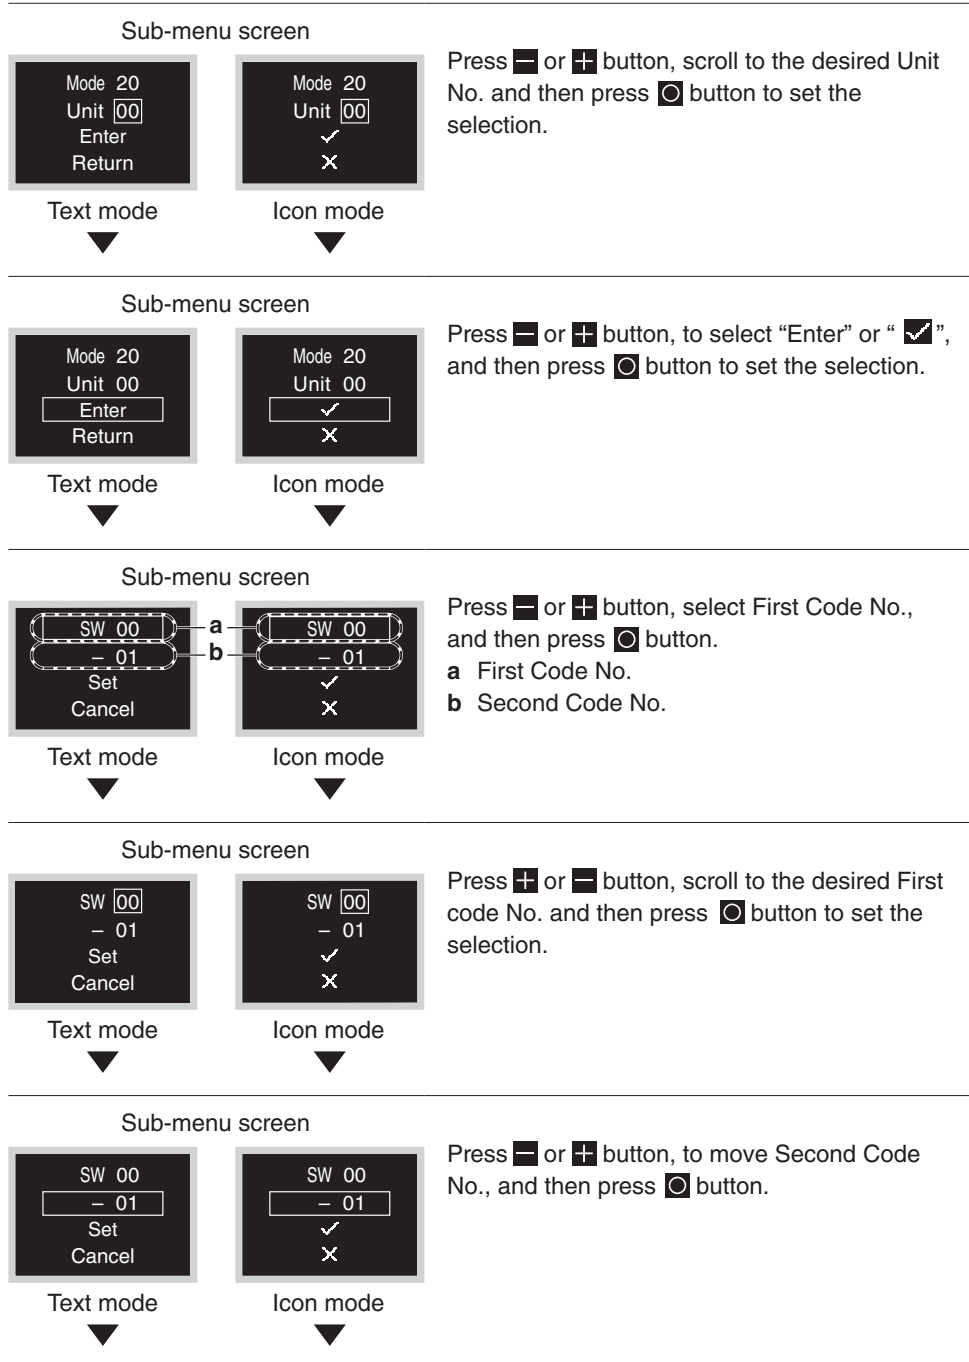 Sub-menu screen
Mode 20
Unit 00
Enter
Return
Text mode
Mode 20
Unit 00
✓
X
Icon mode
Press − or + button, scroll to the desired Unit
No. and then press O button to set the
selection.
Sub-menu screen
Mode 20
Unit 00
Enter
Return
Text mode
Mode 20
Unit 00
✓
X
Icon mode
Press − or + button, to select “Enter” or “ ✓ ”,
and then press O button to set the selection.
Sub-menu screen
SW 00
– 01
Set
Cancel
Text mode
a
b
SW 00
– 01
✓
X
Icon mode
Press − or + button, select First Code No.,
and then press O button.
a First Code No.
b Second Code No.
Sub-menu screen
SW 00
– 01
Set
Cancel
Text mode
SW 00
– 01
✓
X
Icon mode
Press + or − button, scroll to the desired First
code No. and then press O button to set the
selection.
Sub-menu screen
SW 00
– 01
Set
Cancel
Text mode
SW 00
– 01
✓
X
Icon mode
Press − or + button, to move Second Code
No., and then press O button.